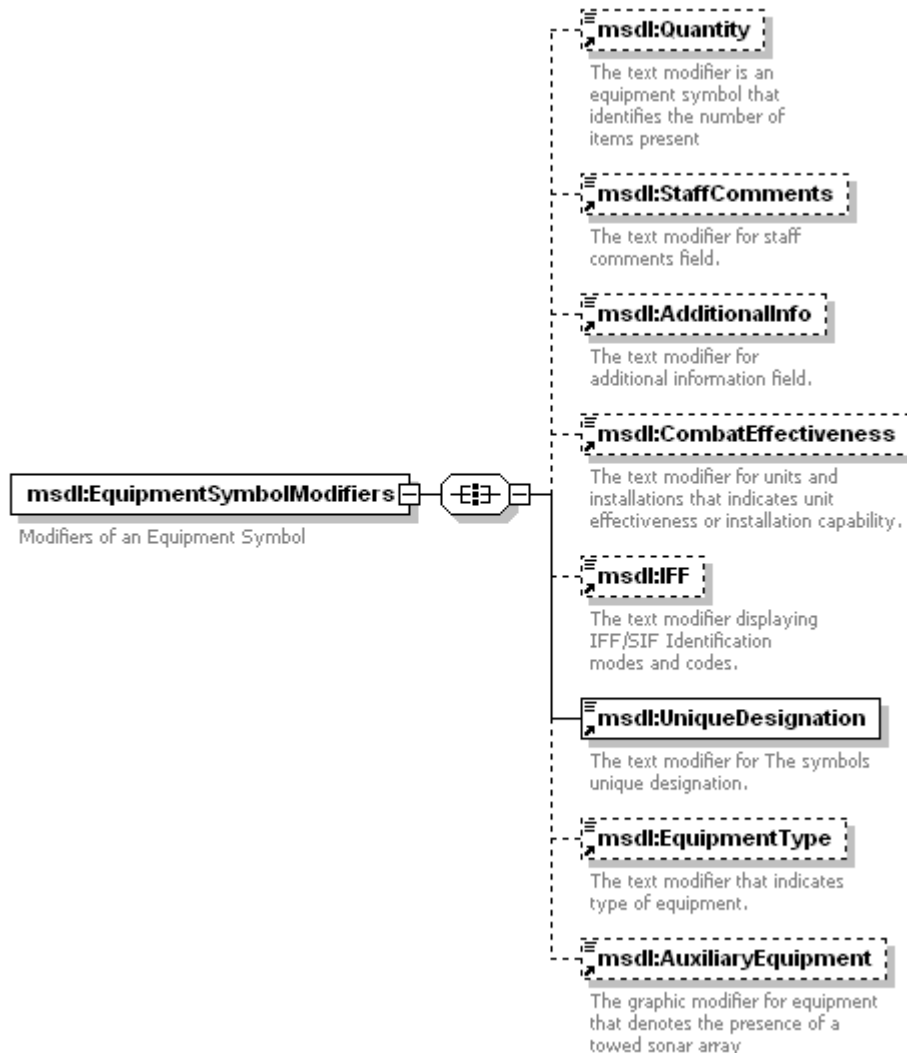 msdl:Quantity
The text modifier is an
equipment symbol that
identifies the number of
items present
msdl:StaffComments
The text modifier for staff
comments field.
msdl:AdditionalInfo
The text modifier for
additional information field.
msdl:CombatEffectiveness
The text modifier for units and
installations that indicates unit
effectiveness or installation capability.
msdl:EquipmentSymbolModifiers
Modifiers of an Equipment Symbol
msdl:IFF
The text modifier displaying
IFF/SIF Identification
modes and codes.
msdl:UniqueDesignation
The text modifier for The symbols
unique designation.
msdl:EquipmentType
The text modifier that indicates
type of equipment.
msdl:AuxiliaryEquipment
The graphic modifier for equipment
that denotes the presence of a
towed sonar array